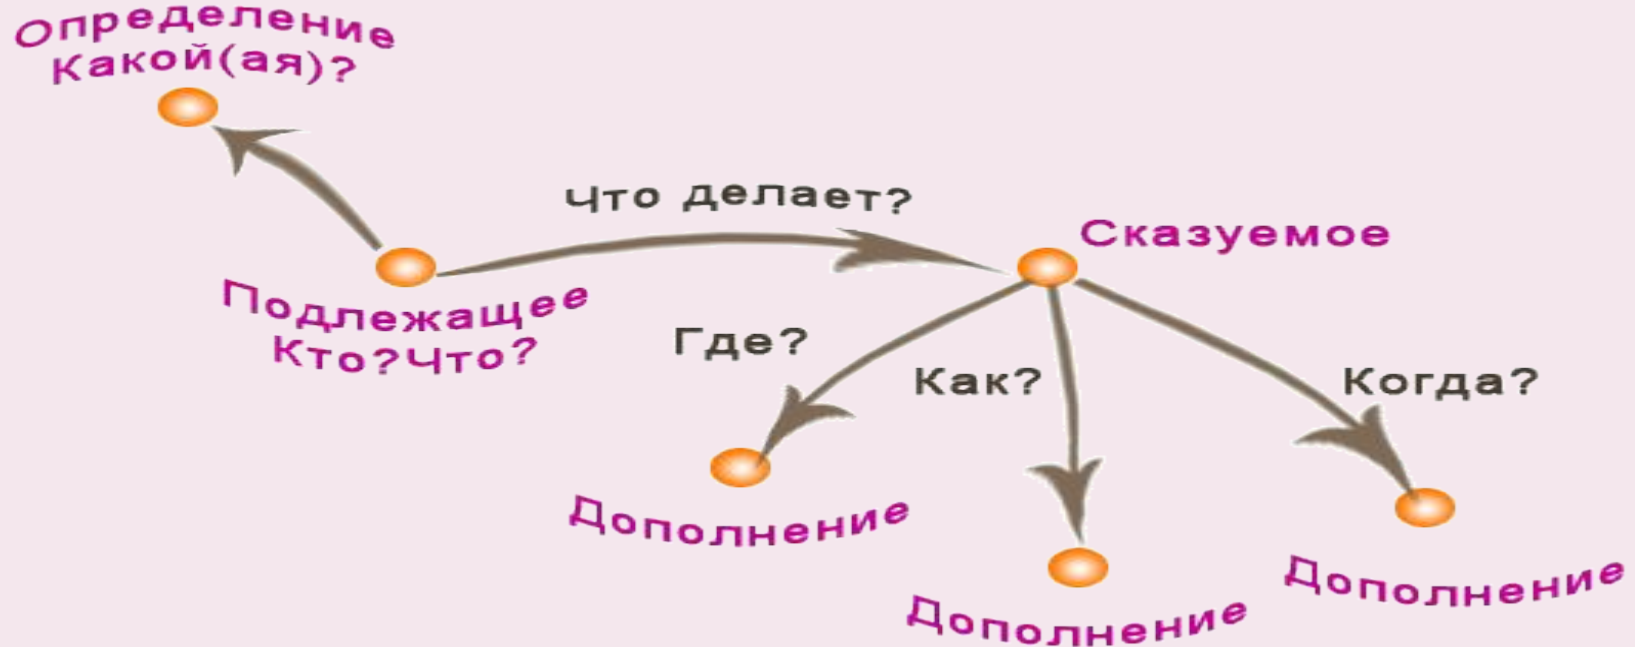 Определение
Какой(ая)?
Что делает?
Сказуемое
Подлежащее
Кто?Что?
Где?
Как?
Когда?
Дополнение
Дополнение
Дополнение